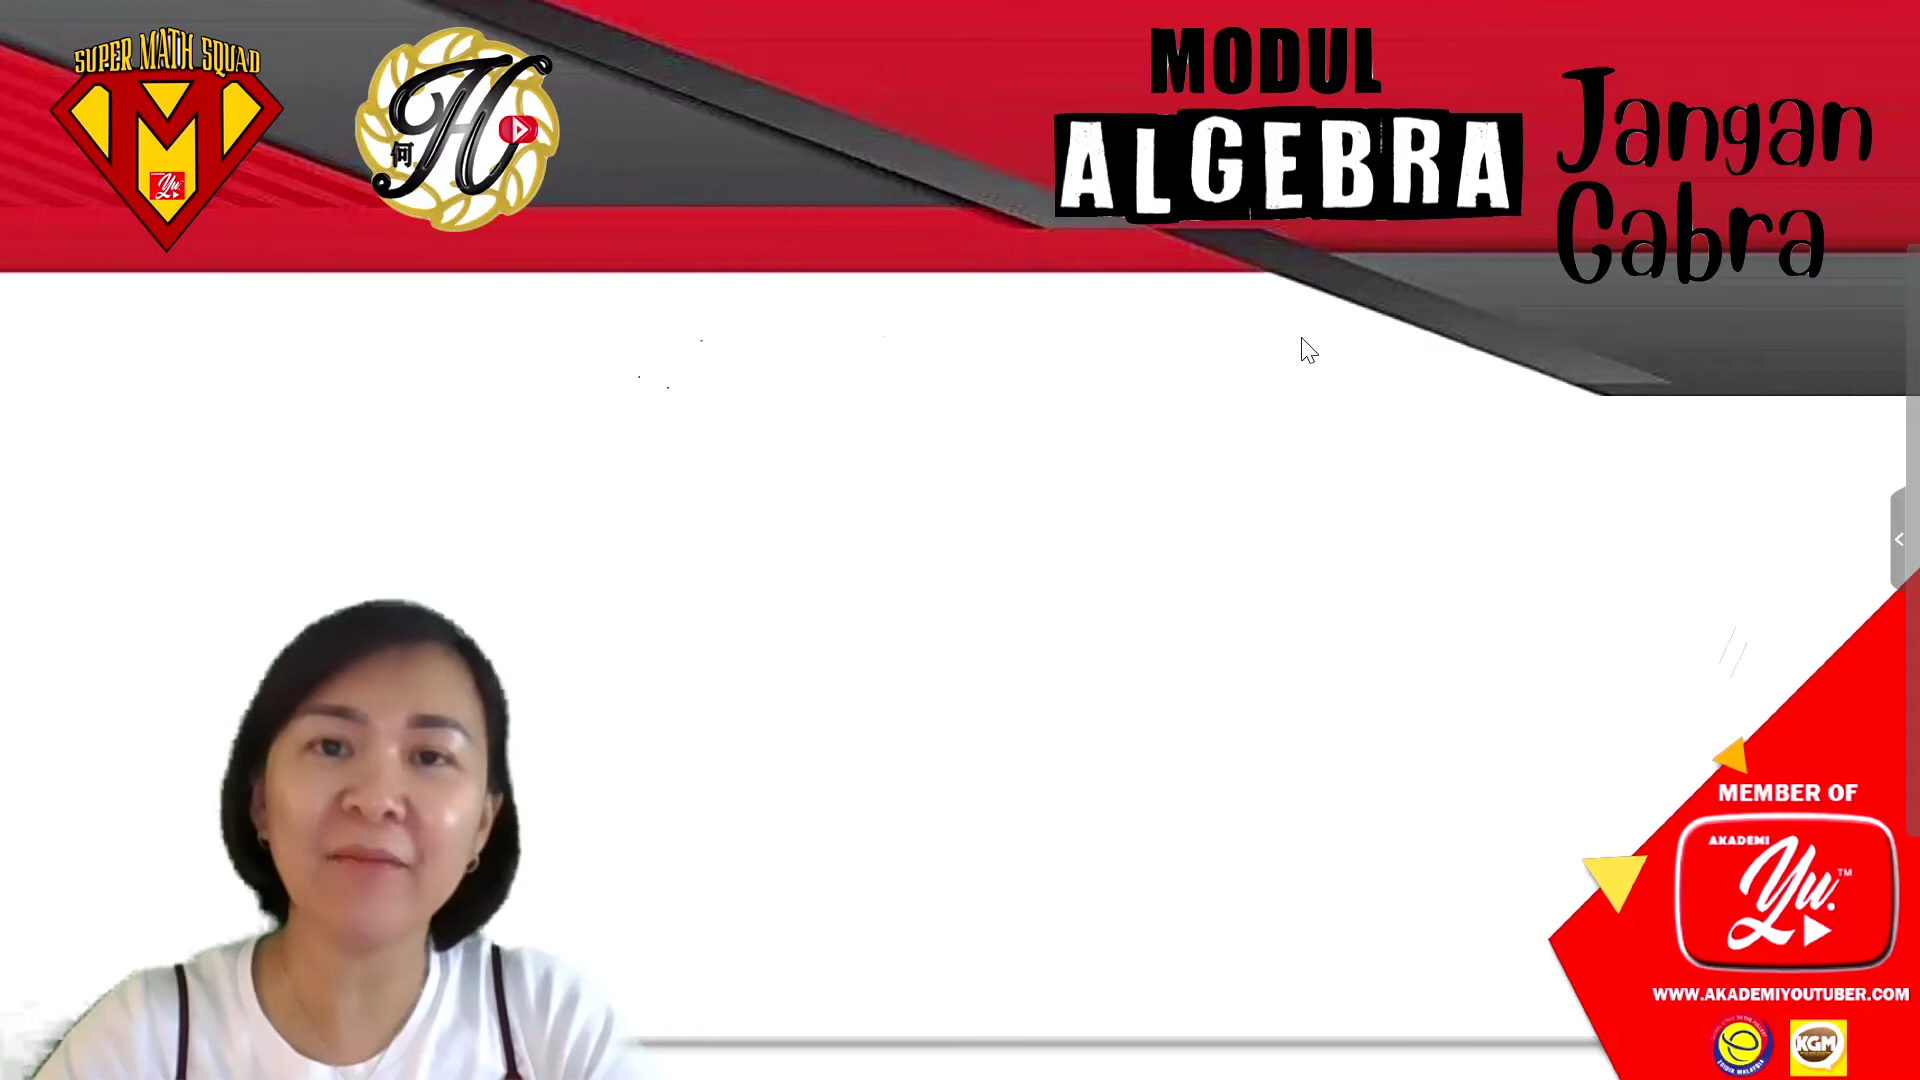 SUPER MATH SQUAD
M
Yu.
H
何
MODUL
ALGEBRA
Jangan
Gabra
MEMBER OF
AKADEMI
Yu.
TM
WWW.AKADEMIYOUTUBER.COM
KGM